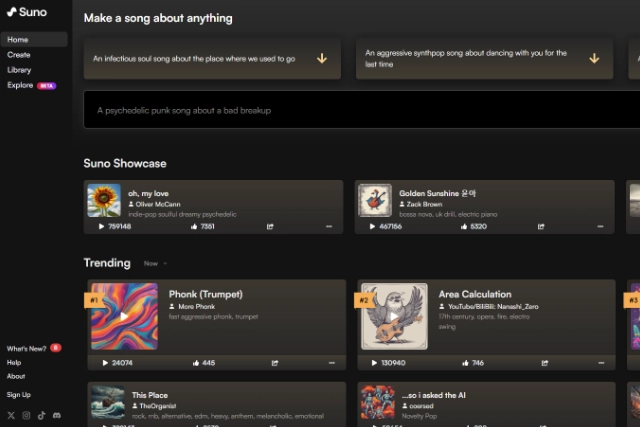 Suno
Home
Create
Library
Explore BETA
What's New? 8
Help
About
Sign Up
Make a song about anything
An infectious soul song about the place where we used to go
An aggressive synthpop song about dancing with you for the
last time
A psychedelic punk song about a bad breakup
Suno Showcase
oh, my love
Oliver McCann
indie-pop soulful dreamy psychedelic
759148 7351
Golden Sunshine 윤아
Zack Brown
bossa nova, uk drill, electric piano
467156 5320
Trending Now
#1
Phonk (Trumpet)
More Phonk
fast aggressive phonk, trumpet
24074 445
#2
Area Calculation
YouTube/BiliBili: Nanashi_Zero
17th century, opera, fire, electro
swing
130940 746
#3
This Place
TheOrganist
rock, rnb, alternative, edm, heavy, anthem, melancholic, emotional
...so i asked the AI
coersed
Novelty Pop